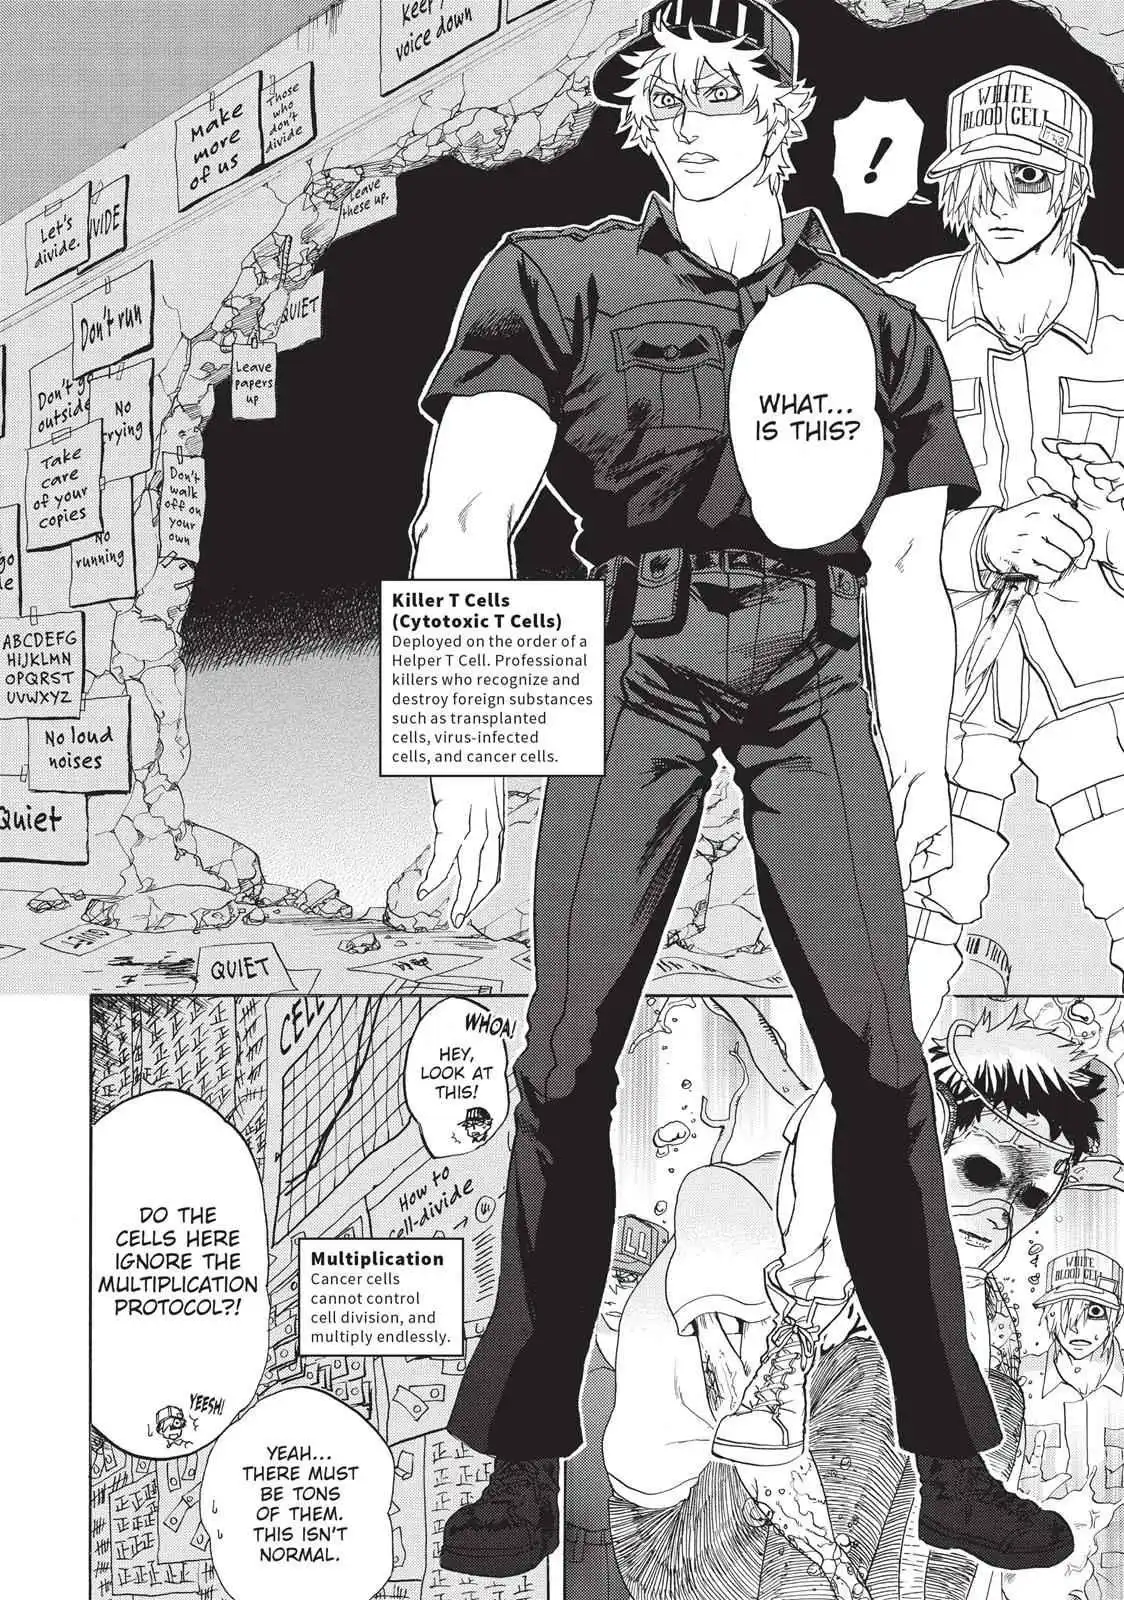 Keep
voice down
Make
more
of us
Those
who
don't
divide
WHITE
BLOOD CELL
!
Leave
these up.
Let's
divide.
DIVIDE
Don't run
QUIET
Leave
papers
up
Don't go
outside
No
crying
Take
care
of your
copies
Don't
walk
off on
your
own
No
running
WHAT...
IS THIS?
go
ABCDEFG
HIJKLMN
OPQRST
UVWXYZ
No loud
noises
Quiet
QUIET
Killer T Cells
(Cytotoxic T Cells)
Deployed on the order of a
Helper T Cell. Professional
killers who recognize and
destroy foreign substances
such as transplanted
cells, virus-infected
cells, and cancer cells.
CELL
WHOA!
HEY,
LOOK AT
THIS!
How to
cell-divide
DO THE
CELLS HERE
IGNORE THE
MULTIPLICATION
PROTOCOL?!
YEESH!
Multiplication
Cancer cells
cannot control
cell division, and
multiply endlessly.
WHITE
BLOOD CELL
YEAH...
THERE MUST
BE TONS
OF THEM.
THIS ISN'T
NORMAL.